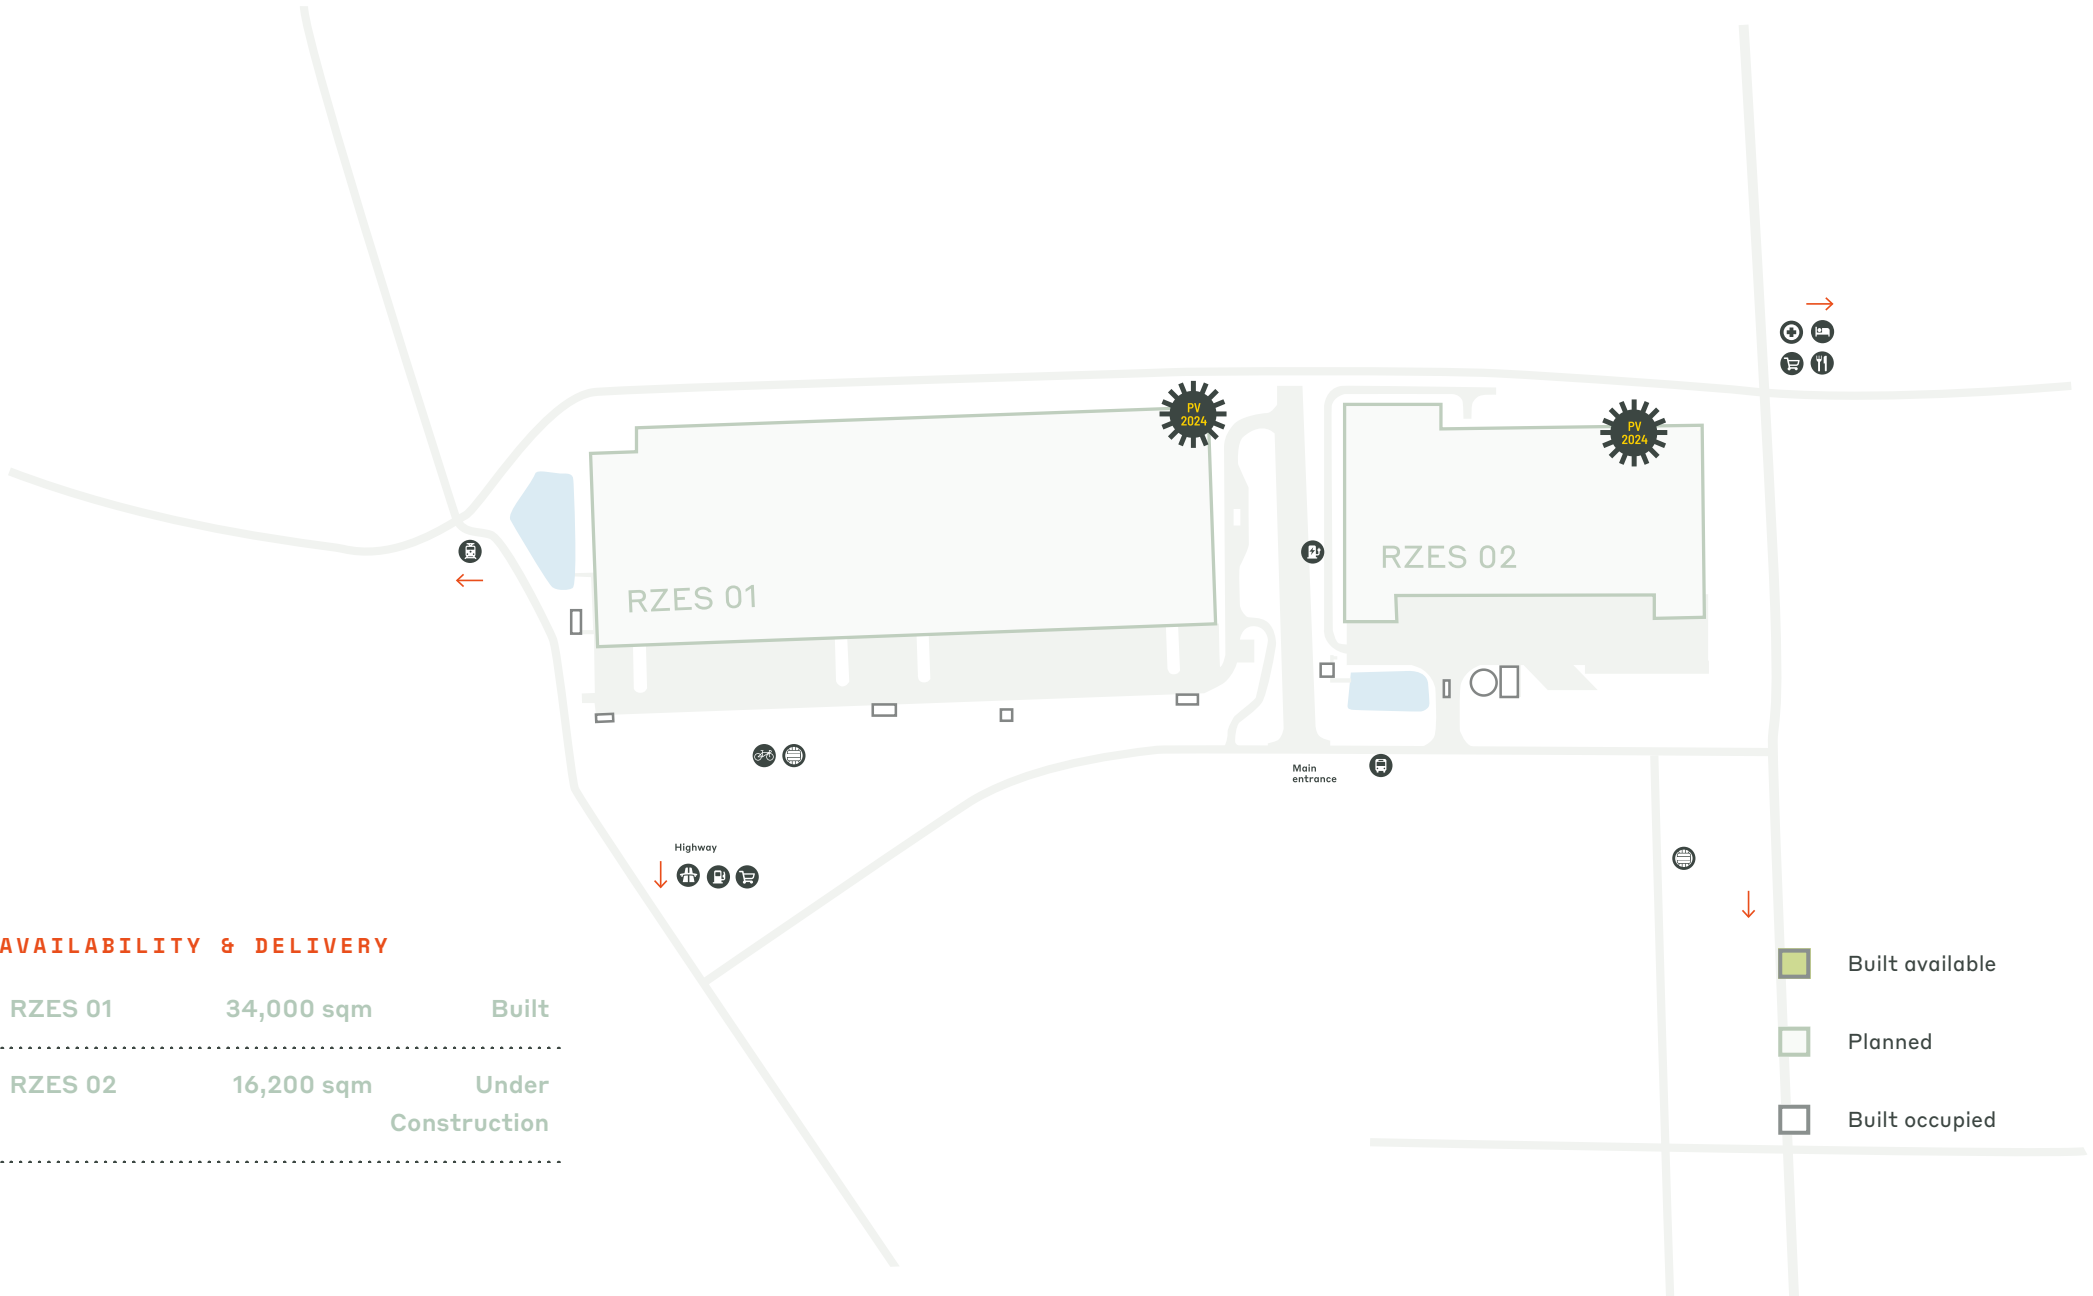 PV
2024
PV
2024
RZES 01
RZES 02
Main
entrance
Highway
AVAILABILITY & DELIVERY
RZES 01 34,000 sqm Built
RZES 02 16,200 sqm Under
Construction
Built available
Planned
Built occupied